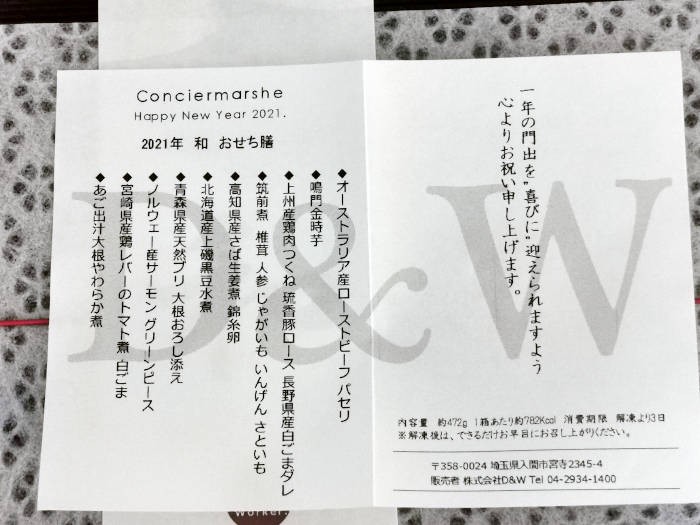 Conciermarshe
Happy New Year 2021.
2021年 和 おせち膳
◆オーストラリア産ローストビーフ パセリ
◆鳴門金時芋
◆上州産鶏肉つくね 琉香豚ロース 長野県産白ごまダレ
◆筑前煮 椎茸 人参 じゃがいも いんげん さといも
◆高知県産さば生姜煮 錦糸卵
◆北海道産上磯黒豆水煮
◆青森県産天然ブリ 大根おろし添え
◆ノルウェー産サーモン グリーンピース
◆宮崎県産鶏レバーのトマト煮 白ごま
◆あご出汁大根やわらか煮
一年の門出を"喜びに"迎えられますよう
心よりお祝い申し上げます。
内容量 約472g 1箱あたり約782Kcal 消費期限 解凍より3日
※解凍後は、できるだけお早目にお召し上がりください。
〒358-0024 埼玉県入間市宮寺2345-4
販売者 株式会社D&W Tel 04-2934-1400
D&W
Worker.